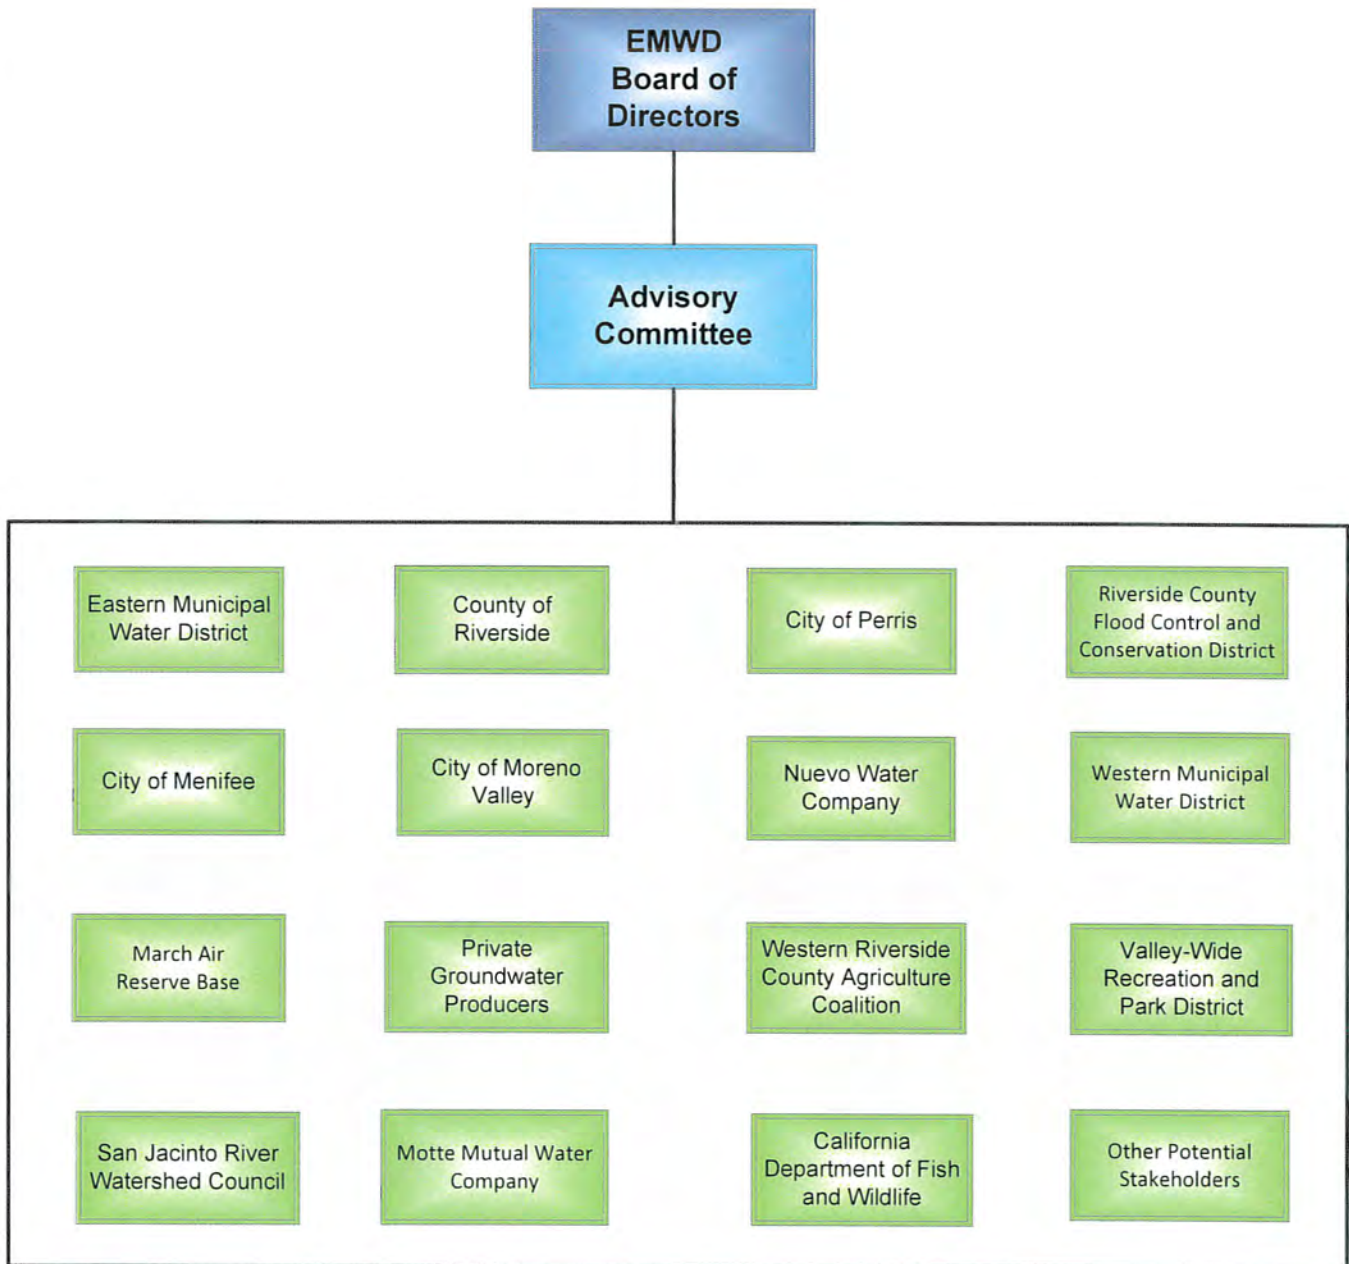 EMWD
Board of
Directors
Advisory
Committee
Eastern Municipal
Water District
County of
Riverside
City of Perris
Riverside County
Flood Control and
Conservation District
City of Menifee
City of Moreno
Valley
Nuevo Water
Company
Western Municipal
Water District
March Air
Reserve Base
Private
Groundwater
Producers
Western Riverside
County Agriculture
Coalition
Valley-Wide
Recreation and
Park District
San Jacinto River
Watershed Council
Motte Mutual Water
Company
California
Department of Fish
and Wildlife
Other Potential
Stakeholders